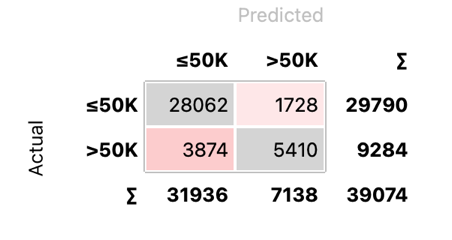 Predicted
≤50K >50K ∑
≤50K 28062 1728 29790
Actual
>50K 3874 5410 9284
∑ 31936 7138 39074